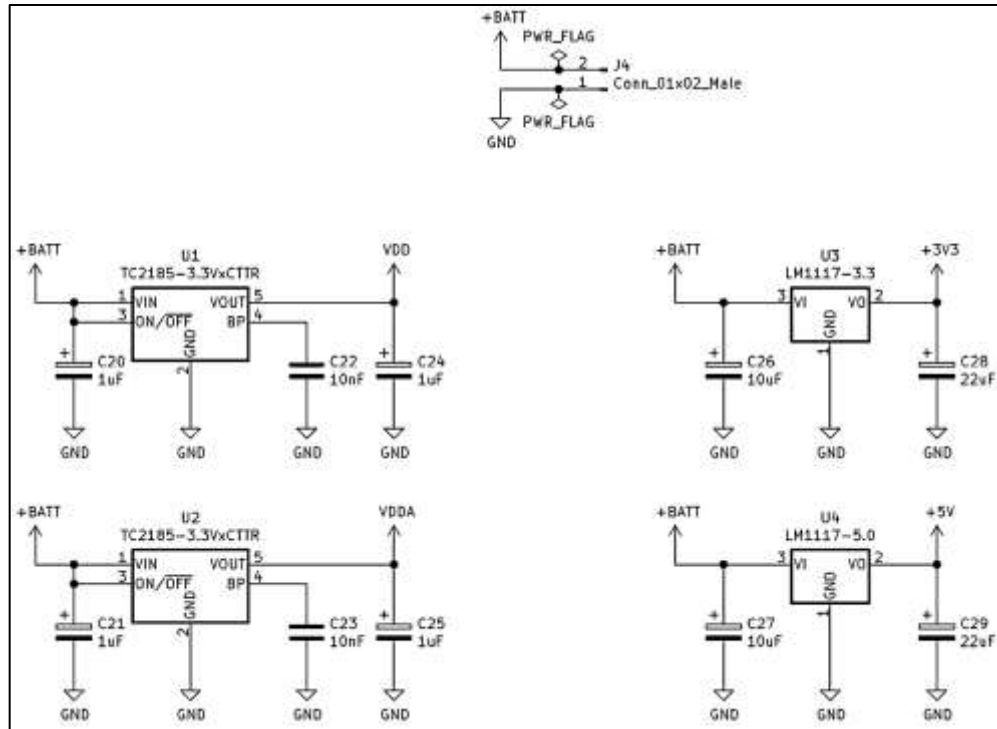 +BATT
PWR_FLAG
2 J4
1 Conn_01x02_Male
PWR_FLAG
GND
+BATT
U1
TC2185-3.3VxCTTR
VDD
1 VIN VOUT 5
3 ON/OFF BP 4
GND
2
C20
1uF
C22
10nF
C24
1uF
GND GND GND GND
+BATT
U3
LM1117-3.3
+3V3
3 VI VO 2
GND
1
C26
10uF
C28
22uF
GND GND GND
+BATT
U2
TC2185-3.3VxCTTR
VDDA
1 VIN VOUT 5
3 ON/OFF BP 4
GND
2
C21
1uF
C23
10nF
C25
1uF
GND GND GND GND
+BATT
U4
LM1117-5.0
+5V
3 VI VO 2
GND
1
C27
10uF
C29
22uF
GND GND GND